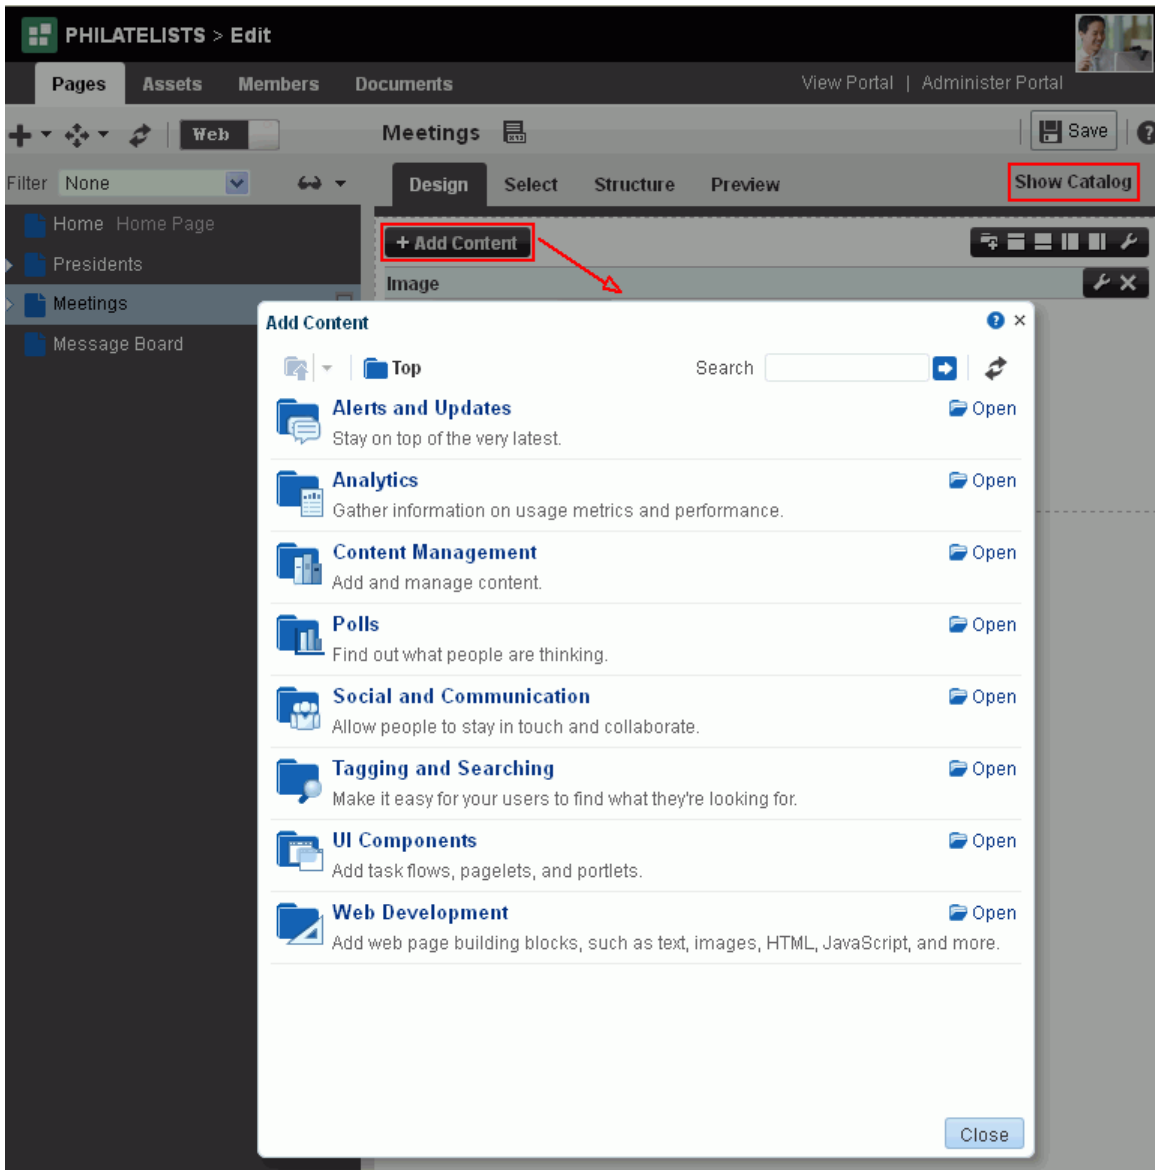 PHILATELISTS > Edit
Pages Assets Members Documents View Portal | Administer Portal
Web Meetings Save
Filter None Design Select Structure Preview Show Catalog
Home Home Page
+ Add Content
Presidents
Image
Meetings
Message Board
Add Content
Top Search
Alerts and Updates Open
Stay on top of the very latest.
Analytics Open
Gather information on usage metrics and performance.
Content Management Open
Add and manage content.
Polls Open
Find out what people are thinking.
Social and Communication Open
Allow people to stay in touch and collaborate.
Tagging and Searching Open
Make it easy for your users to find what they're looking for.
UI Components Open
Add task flows, pagelets, and portlets.
Web Development Open
Add web page building blocks, such as text, images, HTML, JavaScript, and more.
Close